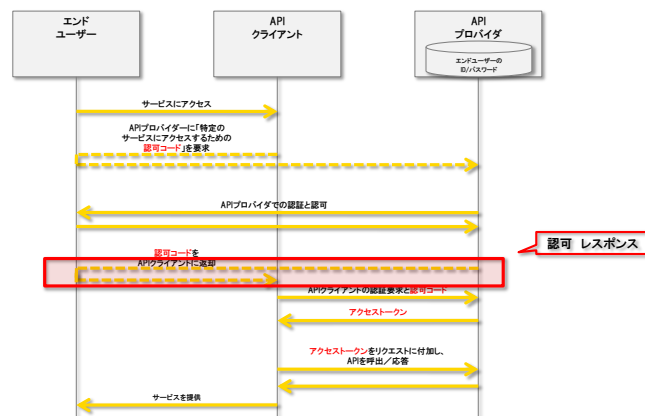 エンド
ユーザー
API
クライアント
API
プロバイダ
エンドユーザーの
ID/パスワード
サービスにアクセス
APIプロバイダーに「特定の
サービスにアクセスするための
認可コード」を要求
APIプロバイダでの認証と認可
認可 レスポンス
認可コードを
APIクライアントに返却
APIクライアントの認証要求と認可コード
アクセストークン
アクセストークンをリクエストに付加し、
APIを呼出／応答
サービスを提供